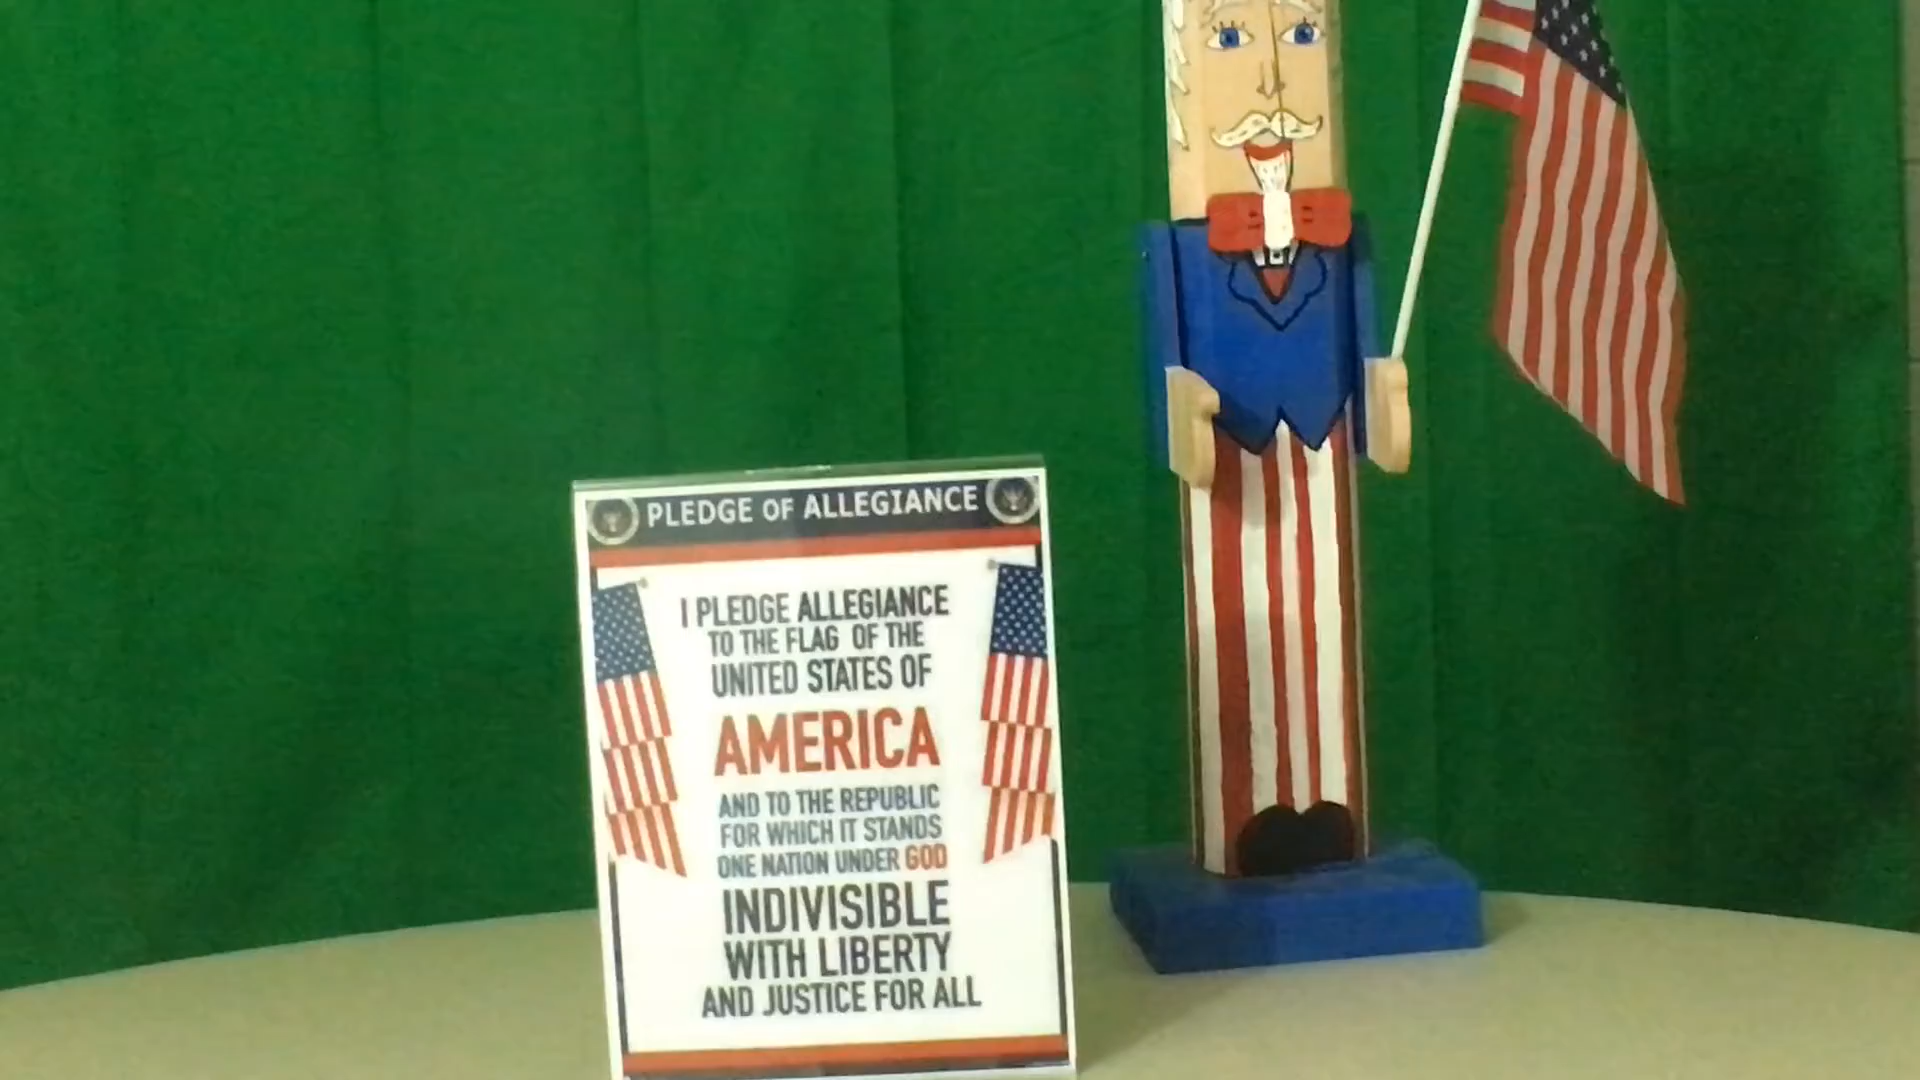 PLEDGE OF ALLEGIANCE
I PLEDGE ALLEGIANCE
TO THE FLAG OF THE
UNITED STATES OF
AMERICA
AND TO THE REPUBLIC
FOR WHICH IT STANDS
ONE NATION UNDER GOD
INDIVISIBLE
WITH LIBERTY
AND JUSTICE FOR ALL